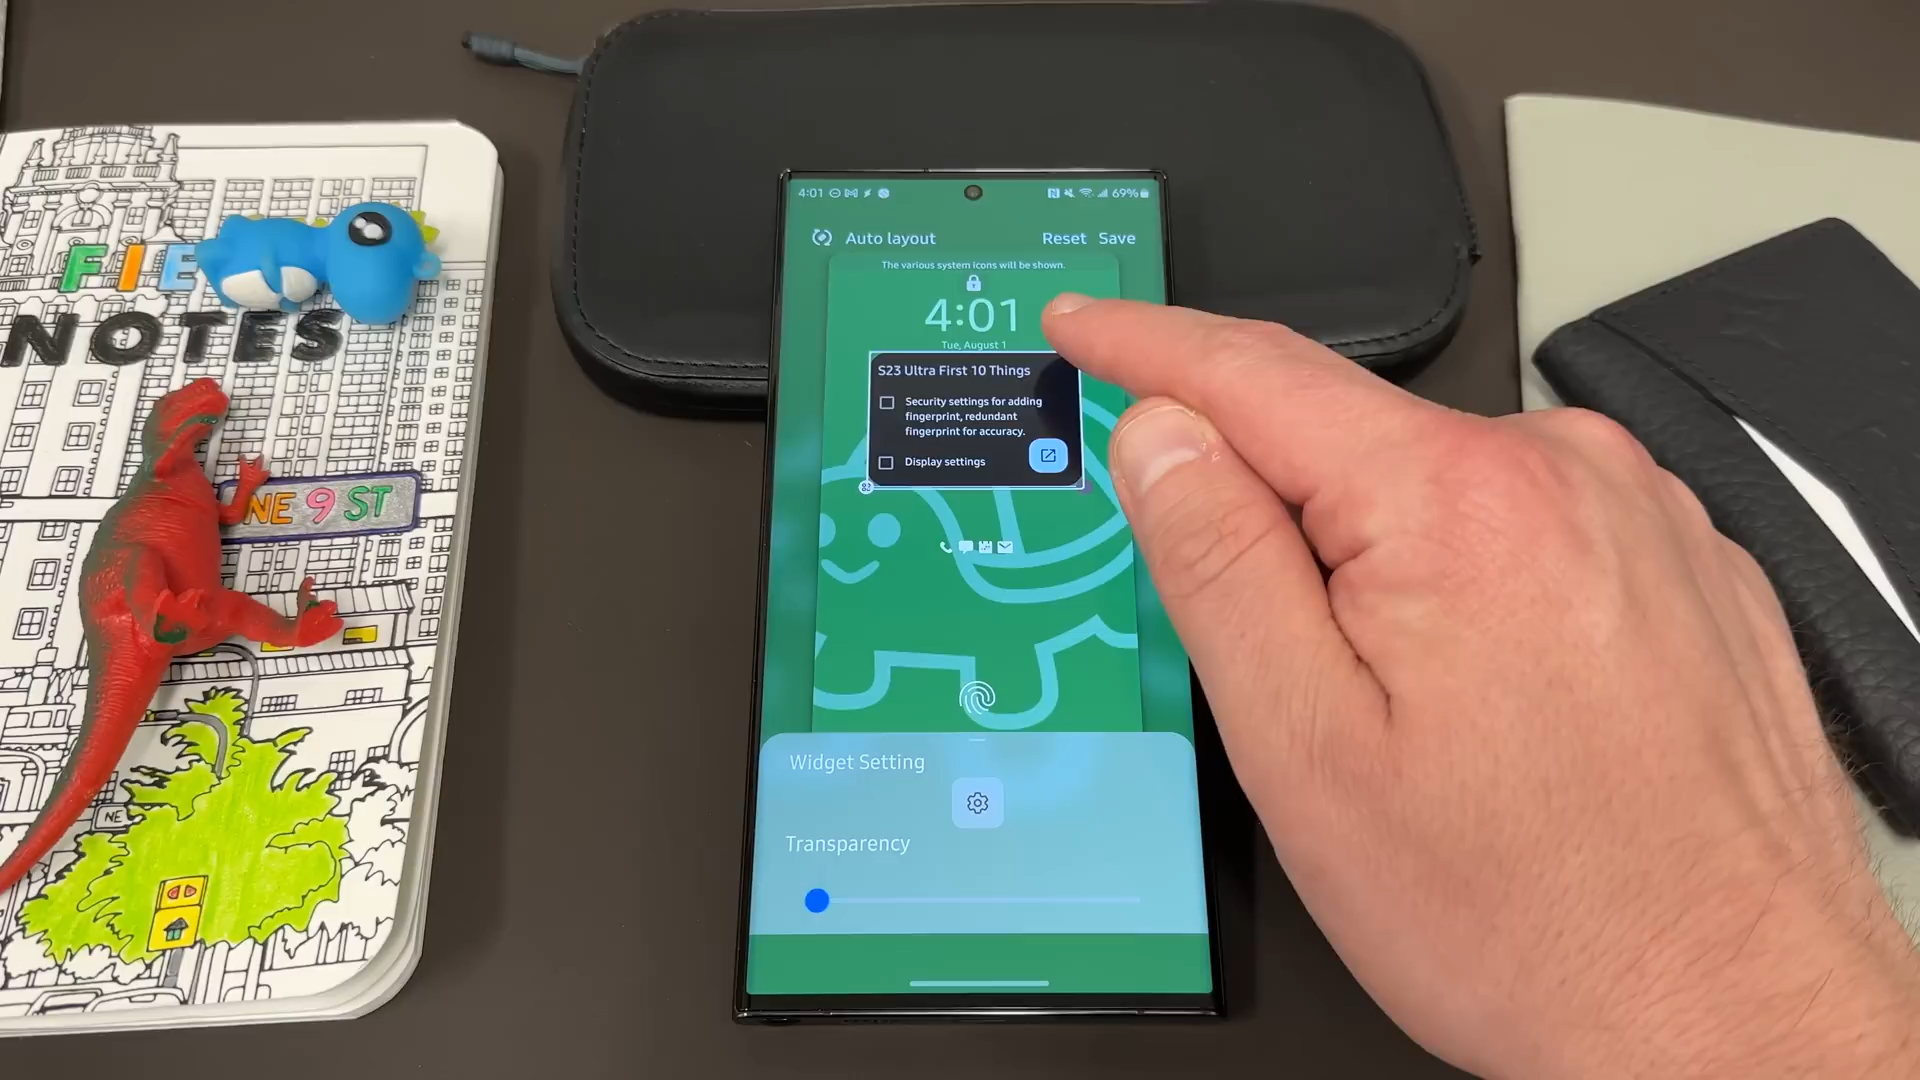 FIE
NOTES
NE 9 ST
NE
4:01
69%
Auto layout
Reset Save
The various system icons will be shown.
4:01
Tue, August 1
S23 Ultra First 10 Things
Security settings for adding
fingerprint, redundant
fingerprint for accuracy.
Display settings
Widget Setting
Transparency